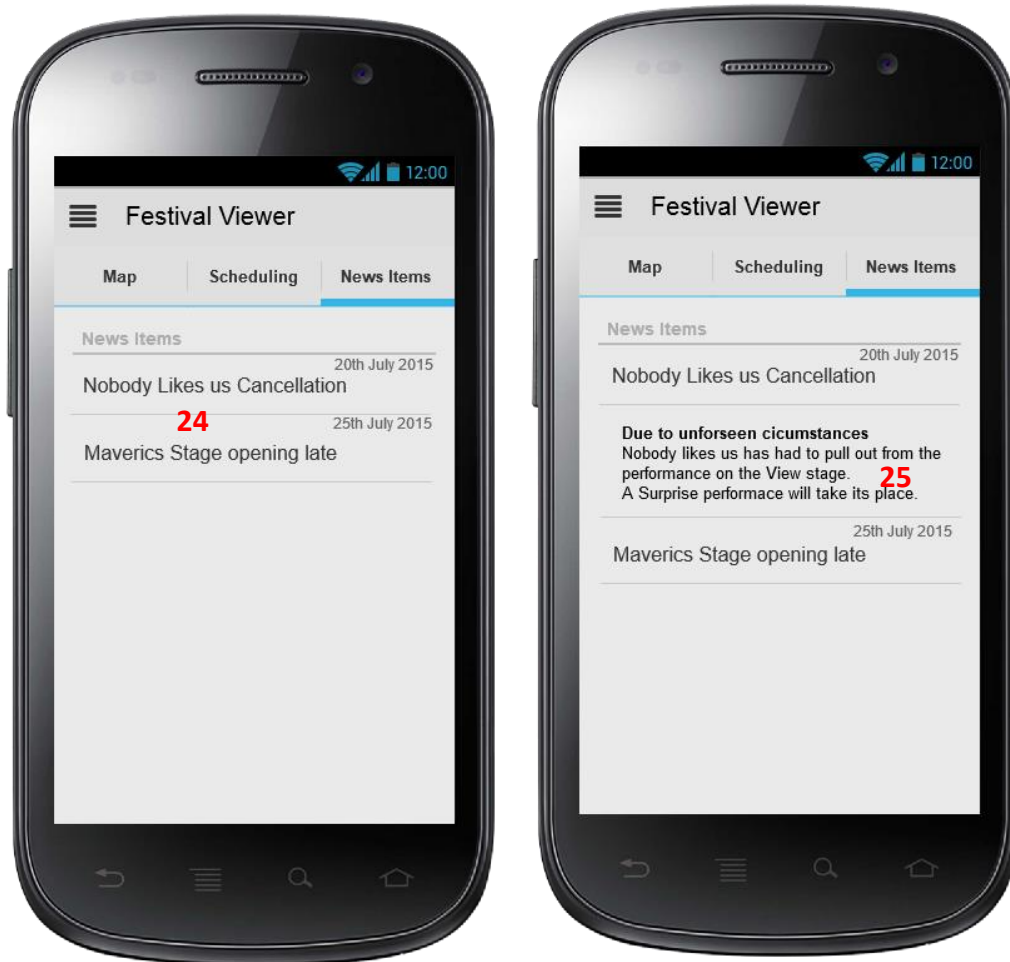 12:00
Festival Viewer
Map Scheduling News Items
News Items
20th July 2015
Nobody Likes us Cancellation
24
25th July 2015
Maverics Stage opening late
12:00
Festival Viewer
Map Scheduling News Items
News Items
20th July 2015
Nobody Likes us Cancellation
Due to unforseen cicumstances
Nobody likes us has had to pull out from the
performance on the View stage.
25
A Surprise performace will take its place.
25th July 2015
Maverics Stage opening late